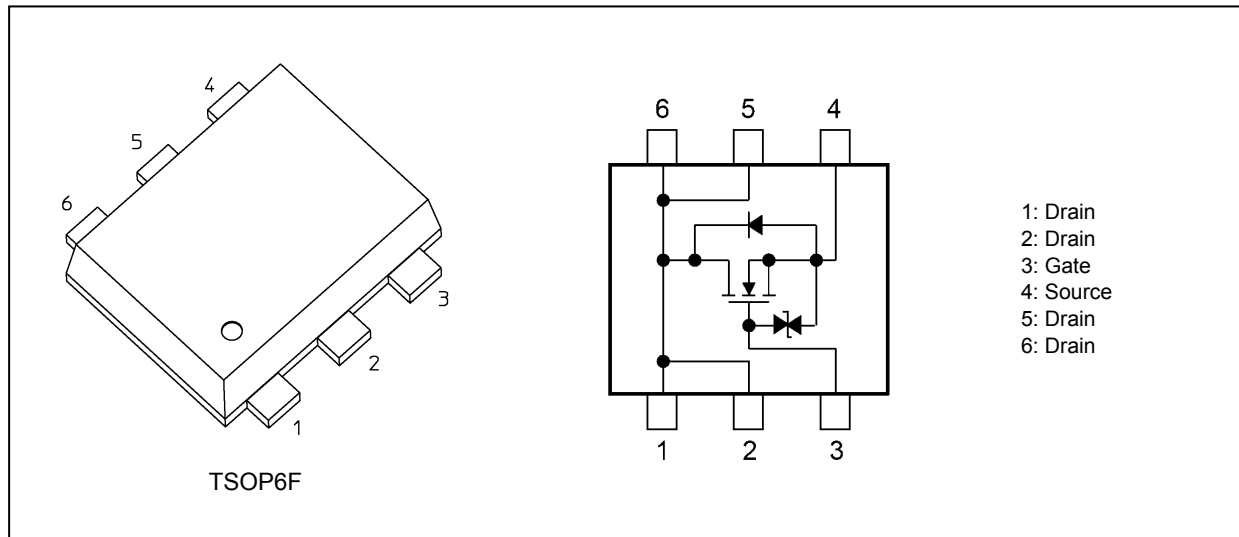 4
5
6
3
2
1
TSOP6F
6 5 4
1 2 3
1: Drain
2: Drain
3: Gate
4: Source
5: Drain
6: Drain